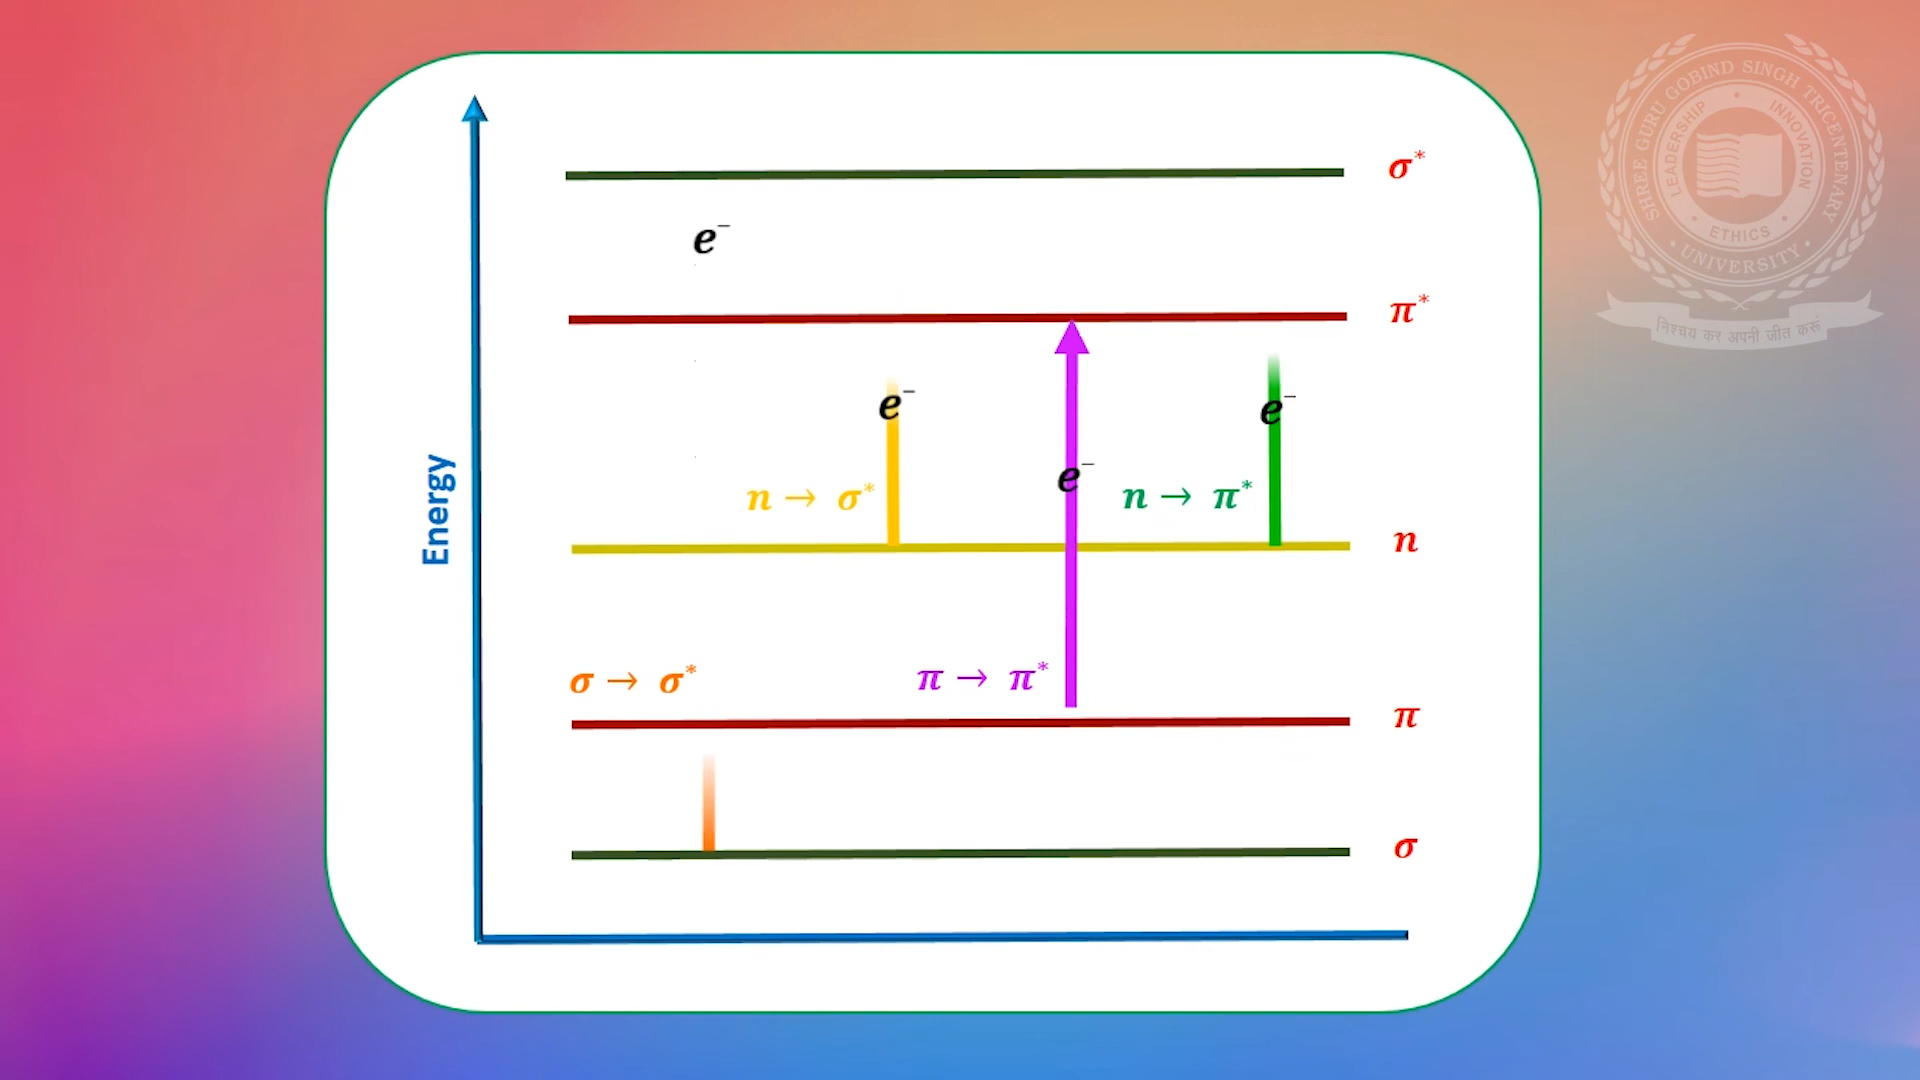 σ*
e⁻
π*
e⁻
e⁻
e⁻
n → σ*
n → π*
n
Energy
σ → σ*
π → π*
π
σ
SHREE GURU GOBIND SINGH TRICENTENARY
UNIVERSITY
LEADERSHIP
INNOVATION
ETHICS
निश्चय कर अपनी जीत करूं